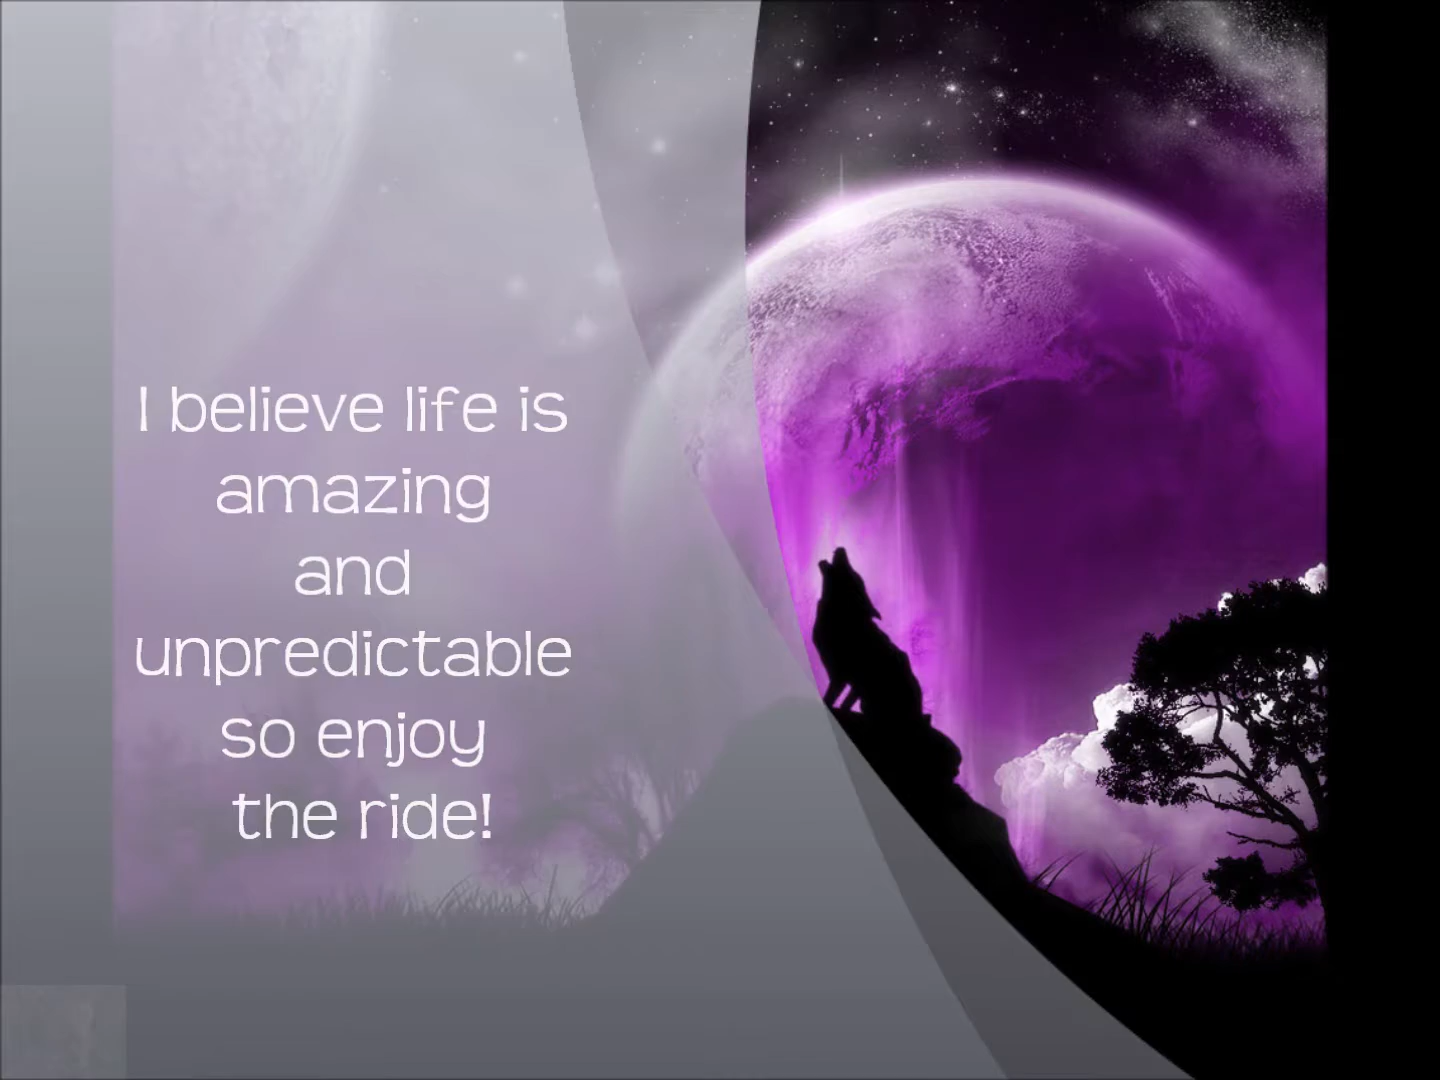 I believe life is
amazing
and
unpredictable
so enjoy
the ride!